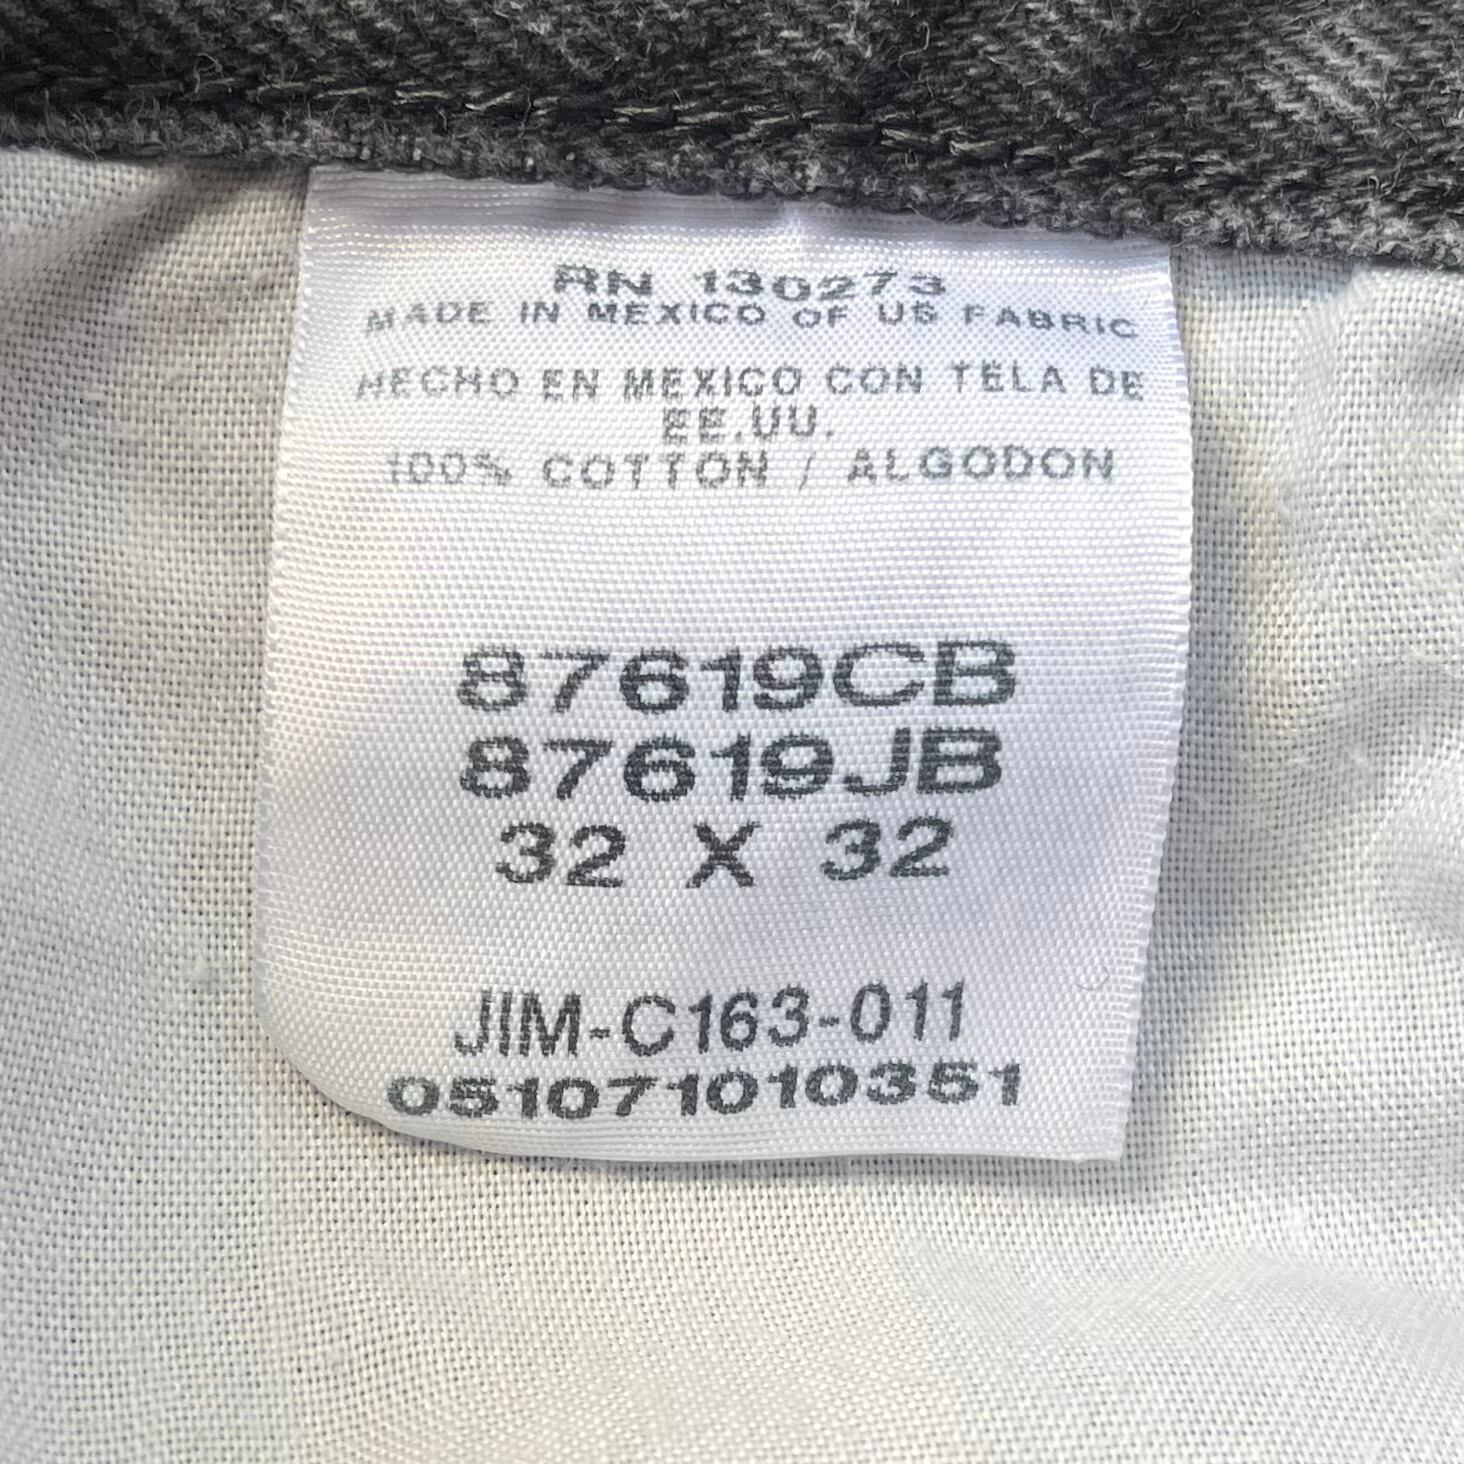 RN 130273
MADE IN MEXICO OF US FABRIC
HECHO EN MEXICO CON TELA DE
EE.UU.
100% COTTON / ALGODON
87619CB
87619JB
32 X 32
JIM-C163-011
051071010351